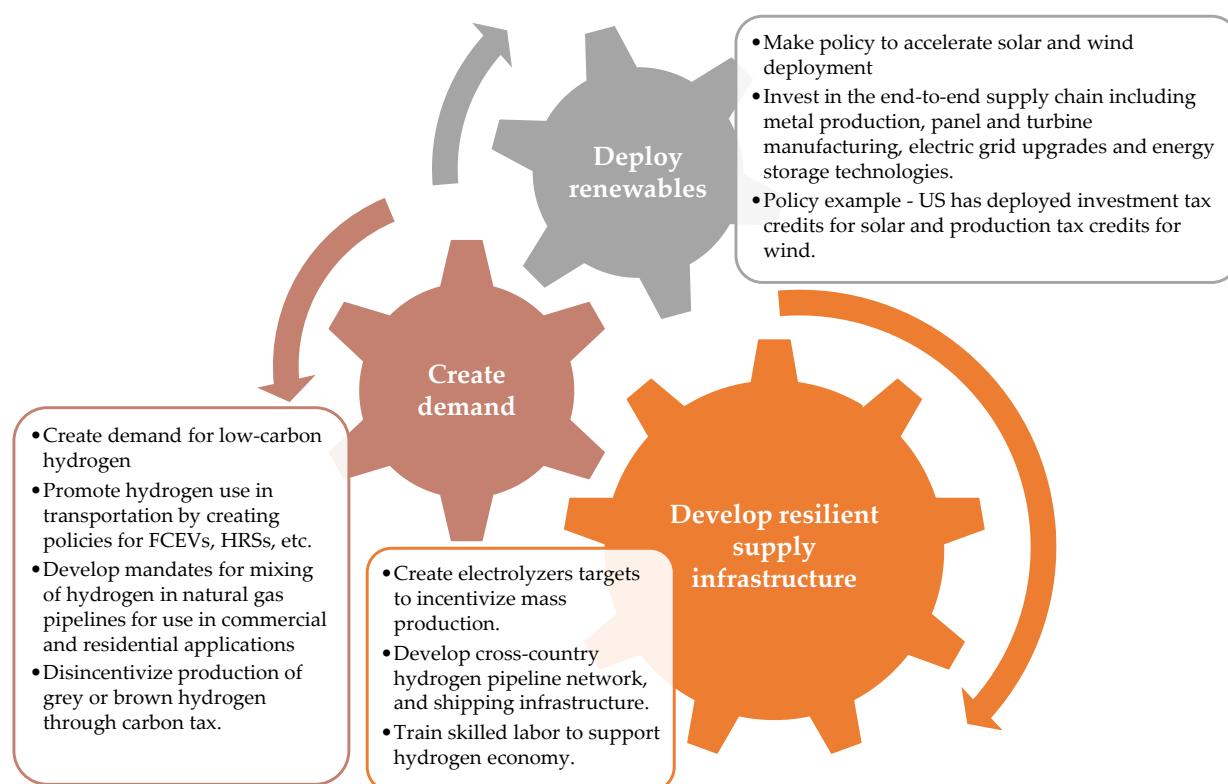 Deploy
renewables
•Make policy to accelerate solar and wind
deployment
•Invest in the end-to-end supply chain including
metal production, panel and turbine
manufacturing, electric grid upgrades and energy
storage technologies.
•Policy example - US has deployed investment tax
credits for solar and production tax credits for
wind.
Create
demand
•Create demand for low-carbon
hydrogen
•Promote hydrogen use in
transportation by creating
policies for FCEVs, HRSs, etc.
•Develop mandates for mixing
of hydrogen in natural gas
pipelines for use in commercial
and residential applications
•Disincentivize production of
grey or brown hydrogen
through carbon tax.
Develop resilient
supply
infrastructure
•Create electrolyzers targets
to incentivize mass
production.
•Develop cross-country
hydrogen pipeline network,
and shipping infrastructure.
•Train skilled labor to support
hydrogen economy.